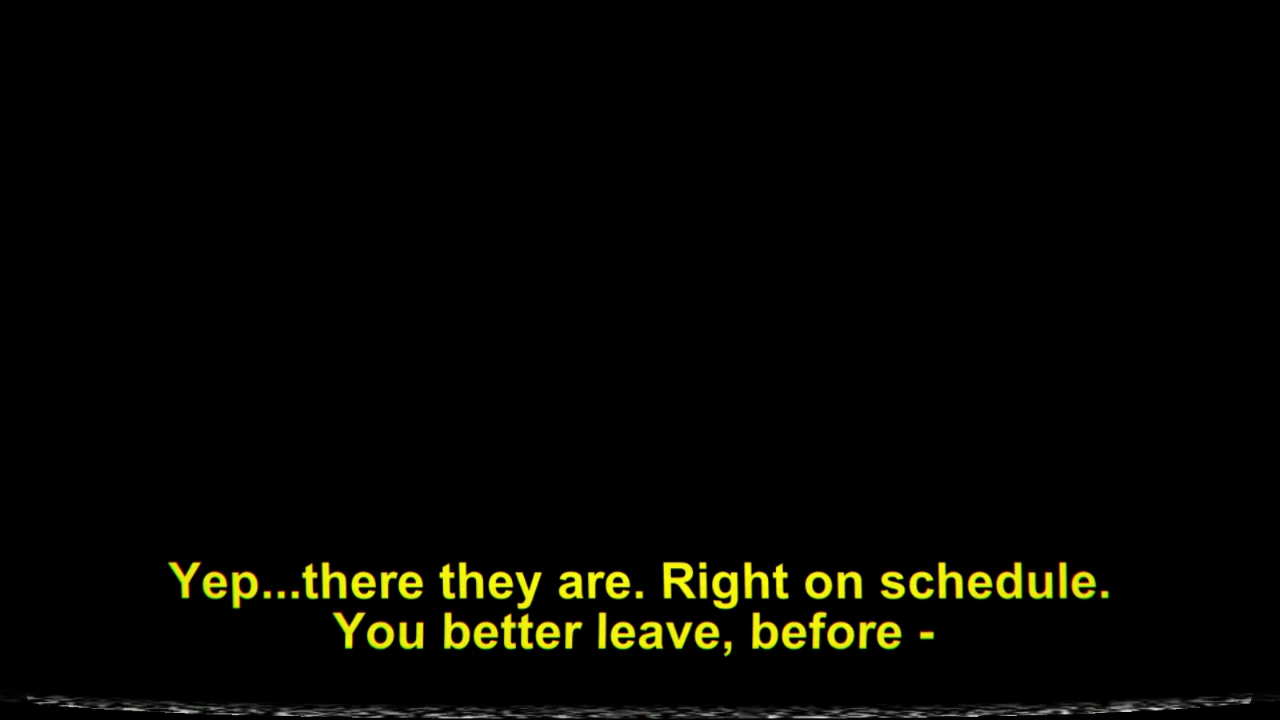 Yep...there they are. Right on schedule.
You better leave, before -